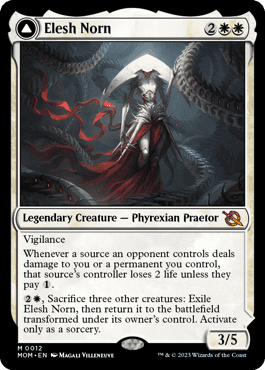 Elesh Norn 2
Legendary Creature — Phyrexian Praetor
Vigilance
Whenever a source an opponent controls deals
damage to you or a permanent you control,
that source's controller loses 2 life unless they
pay 1.
2, Sacrifice three other creatures: Exile
Elesh Norn, then return it to the battlefield
transformed under its owner's control. Activate
only as a sorcery.
3/5
M 0012
MOM • EN MAGALI VILLENEUVE
™ & © 2023 Wizards of the Coast